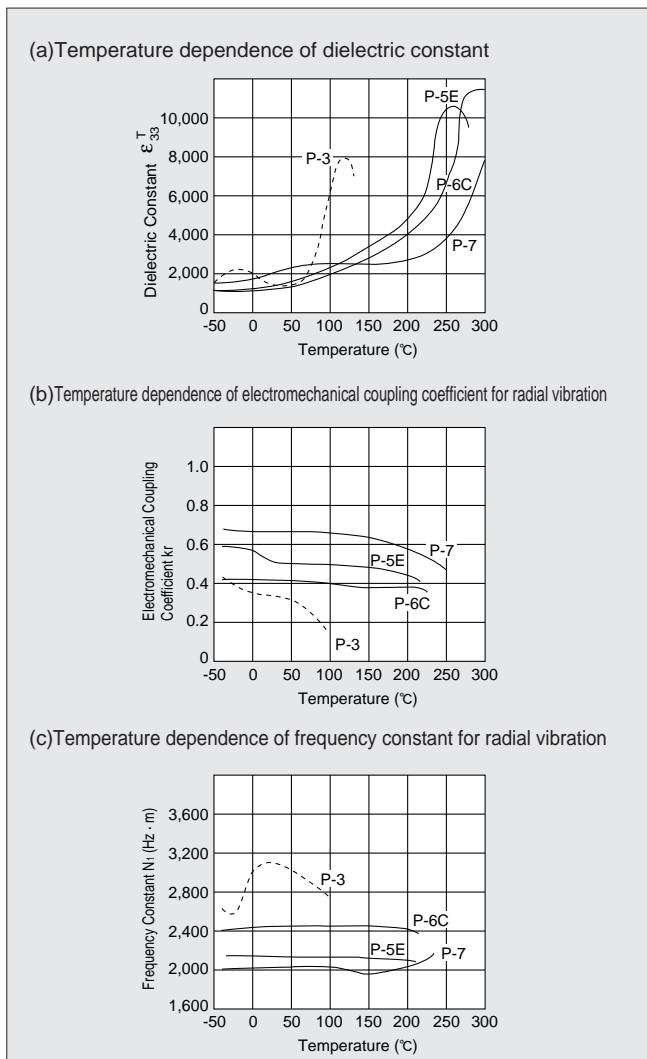 (a)Temperature dependence of dielectric constant
Dielectric Constant ε33T
10,000
8,000
6,000
4,000
2,000
0
P-5E
P-3
P-6C
P-7
-50 0 50 100 150 200 250 300
Temperature (℃)
(b)Temperature dependence of electromechanical coupling coefficient for radial vibration
Electromechanical Coupling
Coefficient kr
1.0
0.8
0.6
0.4
0.2
0
P-7
P-5E
P-6C
P-3
-50 0 50 100 150 200 250 300
Temperature (℃)
(c)Temperature dependence of frequency constant for radial vibration
Frequency Constant N1 (Hz · m)
3,600
3,200
2,800
2,400
2,000
1,600
P-3
P-6C
P-5E
P-7
-50 0 50 100 150 200 250 300
Temperature (℃)